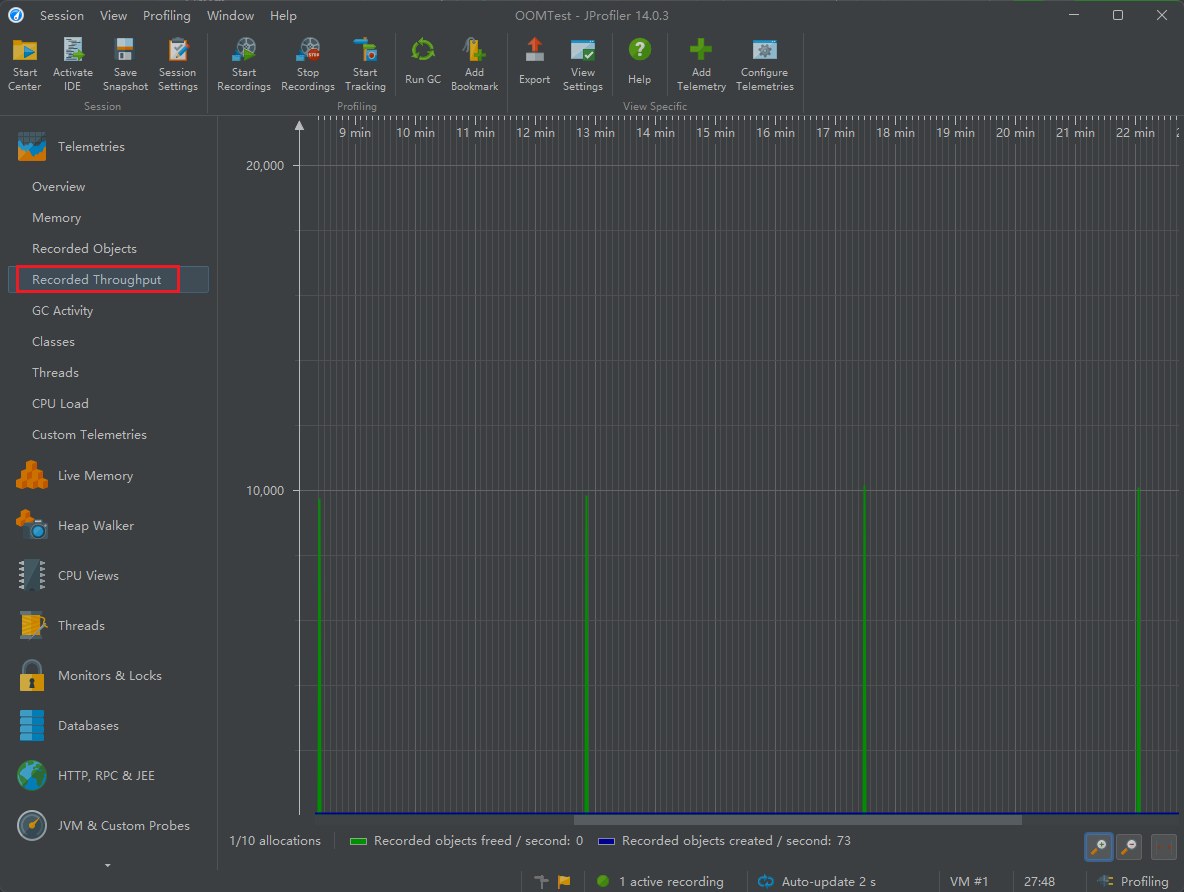 Session View Profiling Window Help OOMTest - JProfiler 14.0.3
Start Center
Activate IDE
Save Snapshot
Session Settings
Start Recordings
Stop Recordings
Start Tracking
Run GC
Add Bookmark
Export
View Settings
Help
Add Telemetry
Configure Telemetries
Session Profiling View Specific
Telemetries
Overview
Memory
Recorded Objects
Recorded Throughput
GC Activity
Classes
Threads
CPU Load
Custom Telemetries
Live Memory
Heap Walker
CPU Views
Threads
Monitors & Locks
Databases
HTTP, RPC & JEE
JVM & Custom Probes
9 min 10 min 11 min 12 min 13 min 14 min 15 min 16 min 17 min 18 min 19 min 20 min 21 min 22 min
20,000
10,000
1/10 allocations Recorded objects freed / second: 0 Recorded objects created / second: 73
1 active recording Auto-update 2 s VM #1 27:48 Profiling